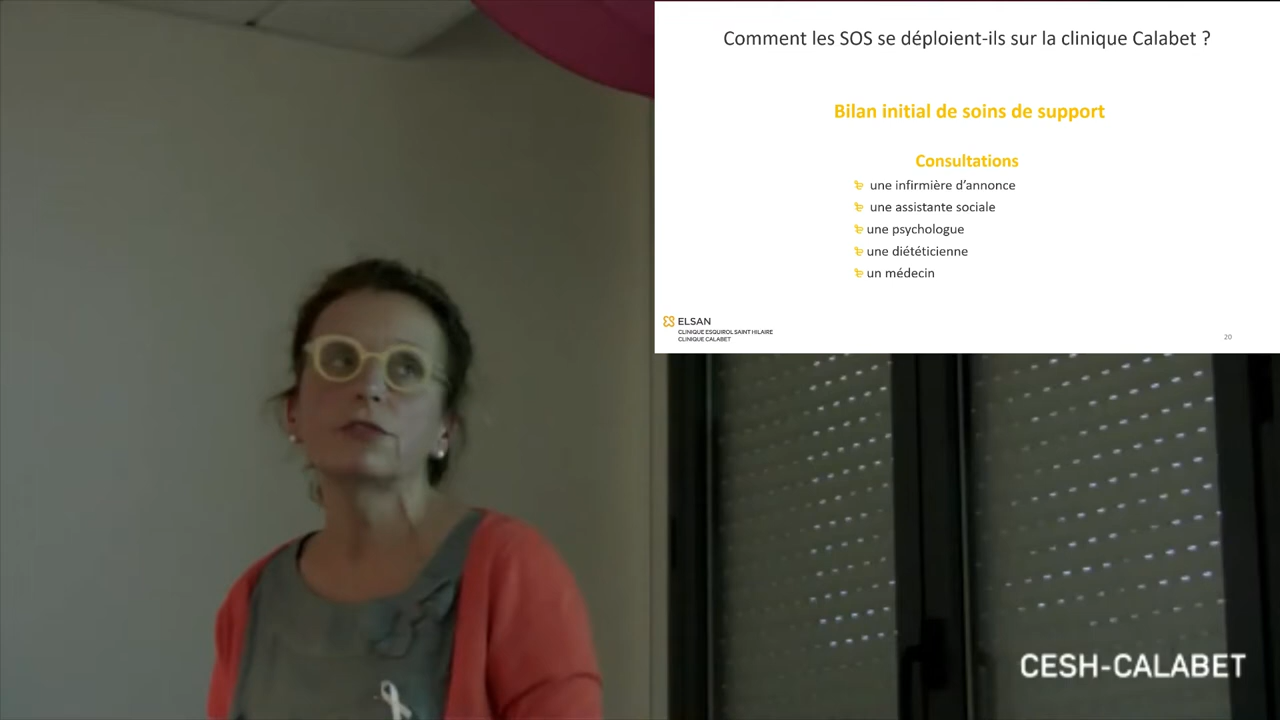 Comment les SOS se déploient-ils sur la clinique Calabet ?
Bilan initial de soins de support
Consultations
une infirmière d’annonce
une assistante sociale
une psychologue
une diététicienne
un médecin
ELSAN
CLINIQUE ESQUIROL SAINT HILAIRE
CLINIQUE CALABET
20
CESH-CALABET